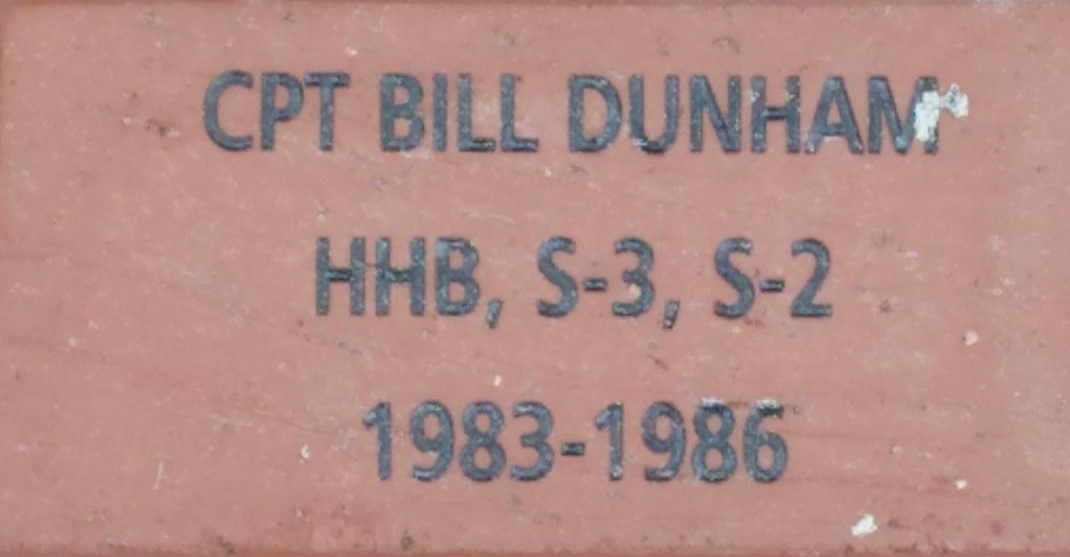 CPT BILL DUNHAM
HHB, S-3, S-2
1983-1986